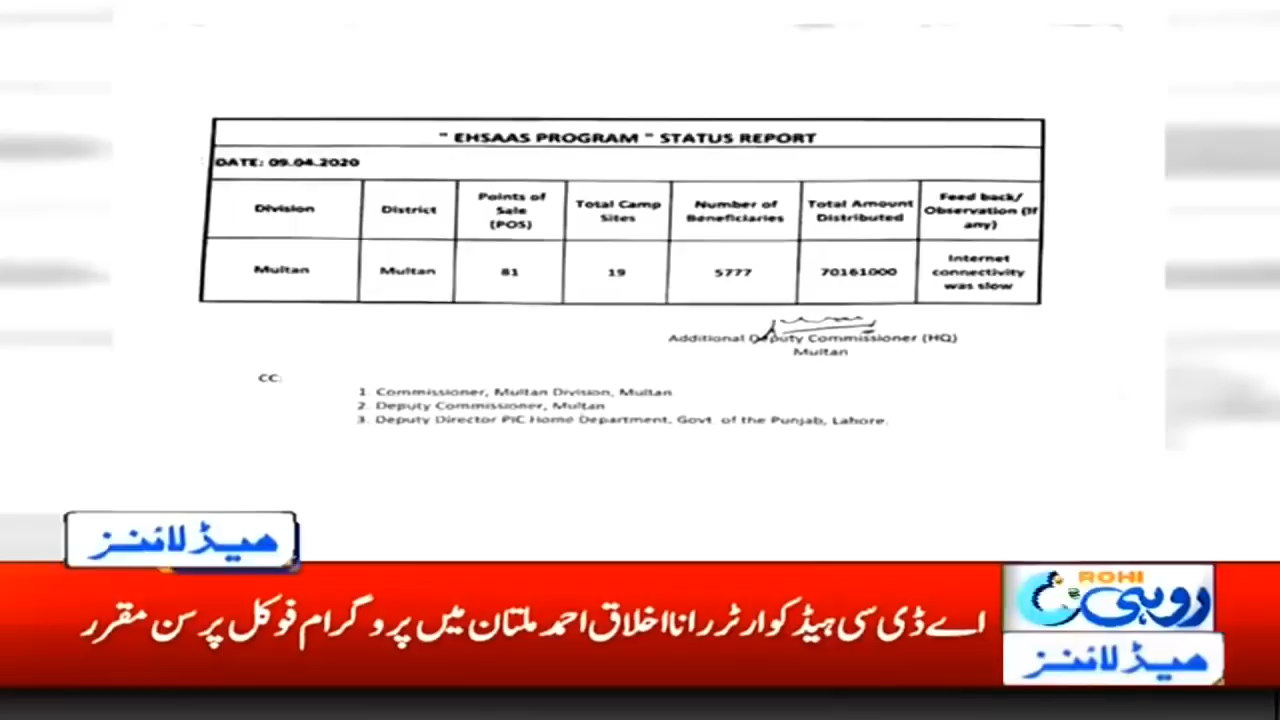 " EHSAAS PROGRAM " STATUS REPORT
DATE: 09.04.2020
Division District Points of Sale (POS) Total Camp Sites Number of Beneficiaries Total Amount Distributed Feed back/ Observation (If any)
Multan Multan 81 19 5777 70161000 Internet connectivity was slow
Additional Deputy Commissioner (HQ)
Multan
CC:
1. Commissioner, Multan Division, Multan
2. Deputy Commissioner, Multan
3. Deputy Director PIC Home Department, Govt. of the Punjab, Lahore.
ہیڈ لائنز
اے ڈی سی ہیڈ کوارٹر رانا اخلاق احمد ملتان میں پروگرام فوکل پرسن مقرر
ROHI
روہی
ہیڈ لائنز